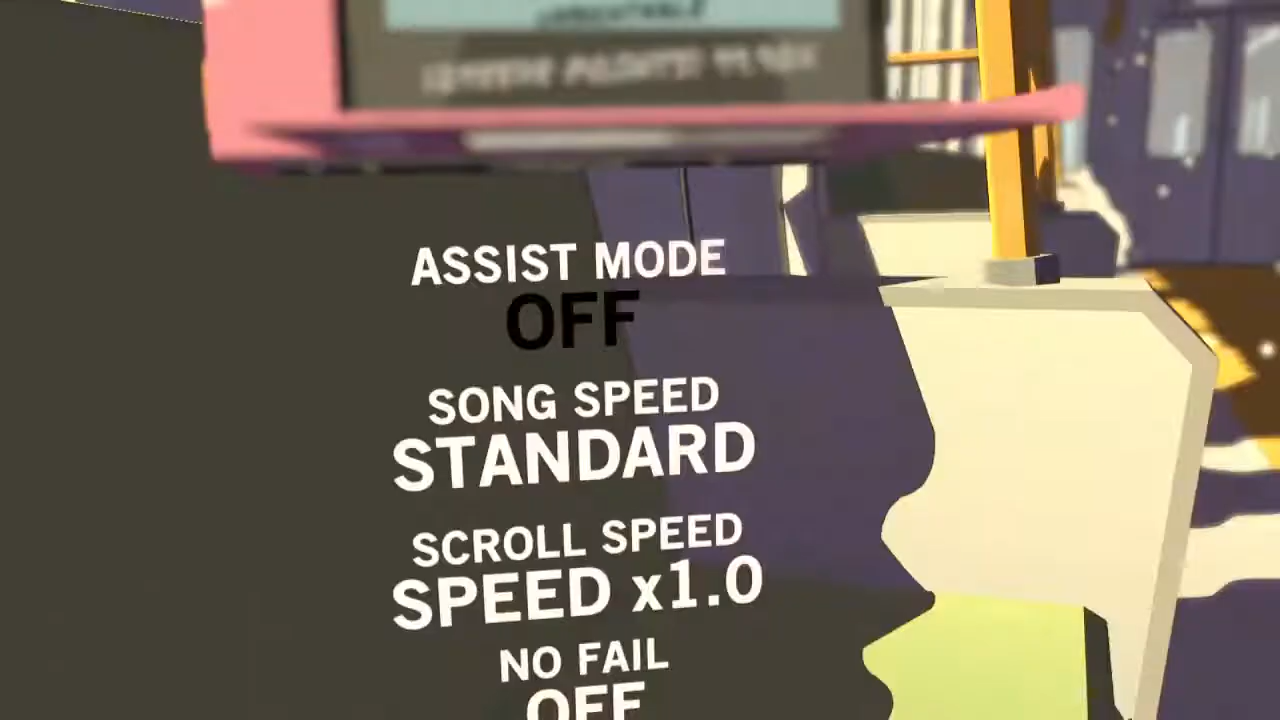 ASSIST MODE
OFF
SONG SPEED
STANDARD
SCROLL SPEED
SPEED x1.0
NO FAIL
OFF